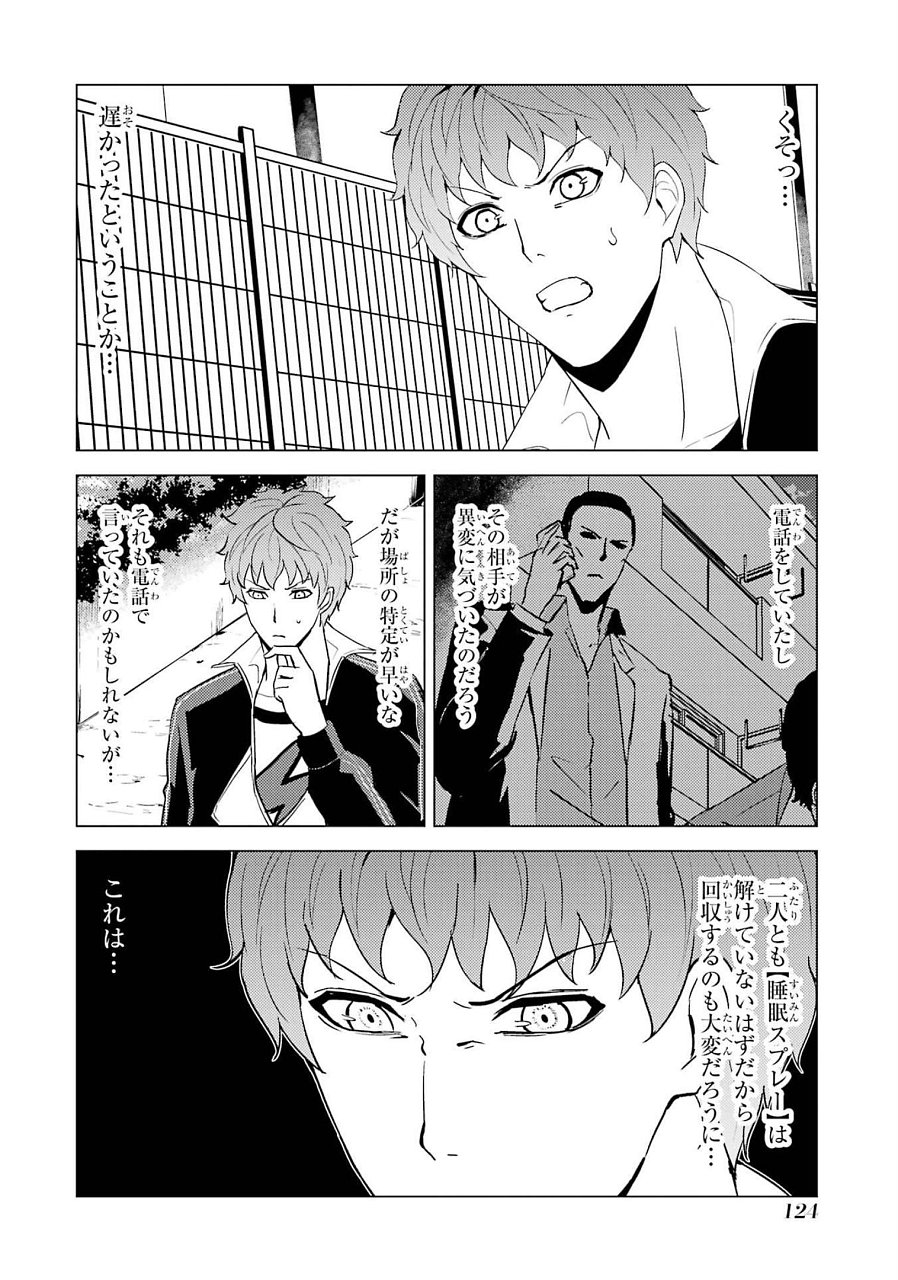 くそっ…
遅かったということか…
電話をしていたし
その相手が
異変に気づいたのだろう
だが場所の特定が早いな
それも電話で
言っていたのかもしれないが…
二人とも【睡眠スプレー】は
解けていないはずだから
回収するのも大変だろうに…
これは…
124